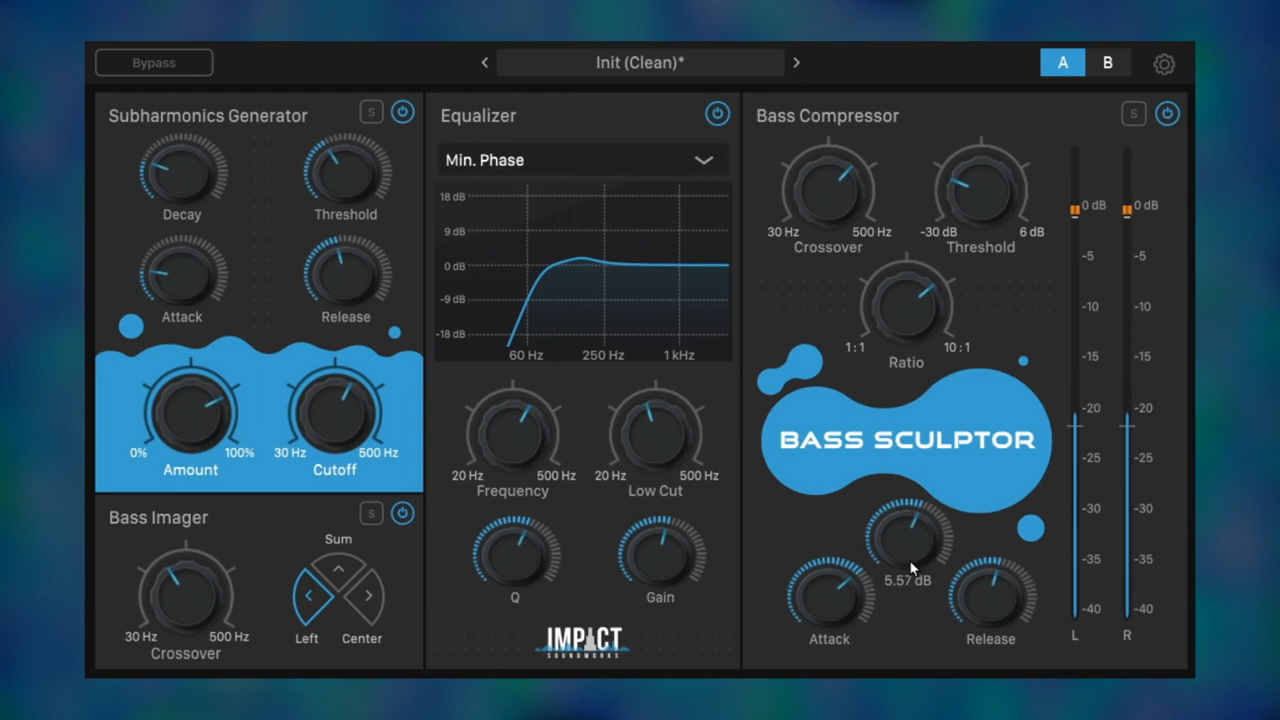 Bypass
Init (Clean)*
A
B
Subharmonics Generator
S
Decay
Threshold
Attack
Release
0%
100%
Amount
30 Hz
500 Hz
Cutoff
Bass Imager
S
30 Hz
500 Hz
Crossover
Sum
Left
Center
Equalizer
Min. Phase
18 dB
9 dB
0 dB
-9 dB
-18 dB
60 Hz
250 Hz
1 kHz
20 Hz
500 Hz
Frequency
20 Hz
500 Hz
Low Cut
Q
Gain
IMPACT
SOUNDWORKS
Bass Compressor
S
30 Hz
500 Hz
Crossover
-30 dB
6 dB
Threshold
1 : 1
10 : 1
Ratio
BASS SCULPTOR
5.57 dB
Attack
Release
0 dB
-5
-10
-15
-20
-25
-30
-35
-40
L
0 dB
-5
-10
-15
-20
-25
-30
-35
-40
R